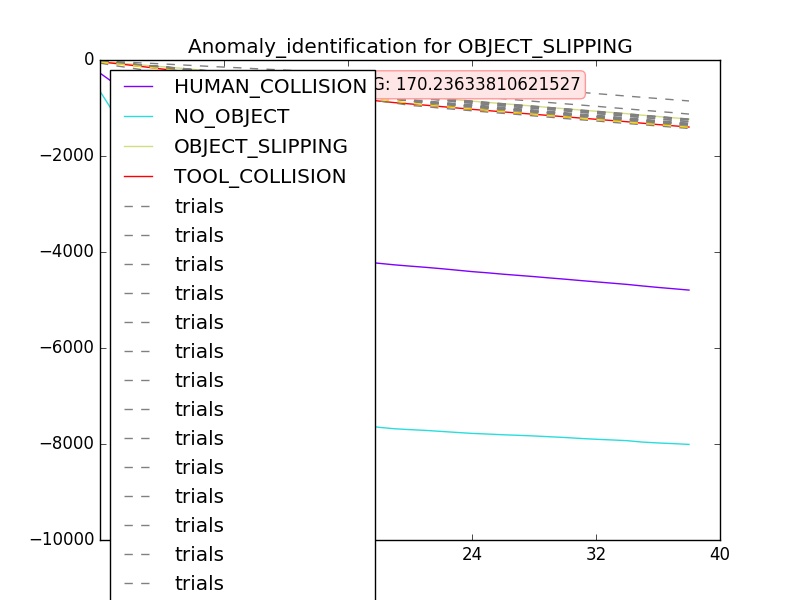 Anomaly_identification for OBJECT_SLIPPING
0
G: 170.23633810621527
HUMAN_COLLISION
NO_OBJECT
OBJECT_SLIPPING
TOOL_COLLISION
trials
trials
trials
trials
trials
trials
trials
trials
trials
trials
trials
trials
trials
trials
−2000
−4000
−6000
−8000
−10000
24
32
40